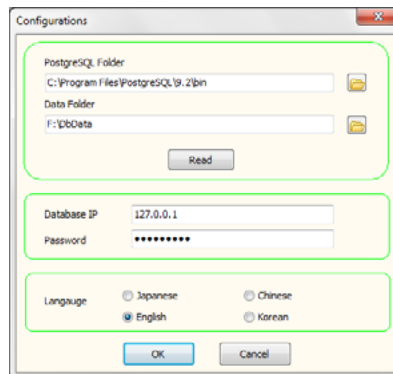 Configurations
PostgreSQL Folder
C:\Program Files\PostgreSQL\9.2\bin
Data Folder
F:\DbData
Read
Database IP 127.0.0.1
Password •••••••••
Langauge Japanese Chinese
English Korean
OK Cancel